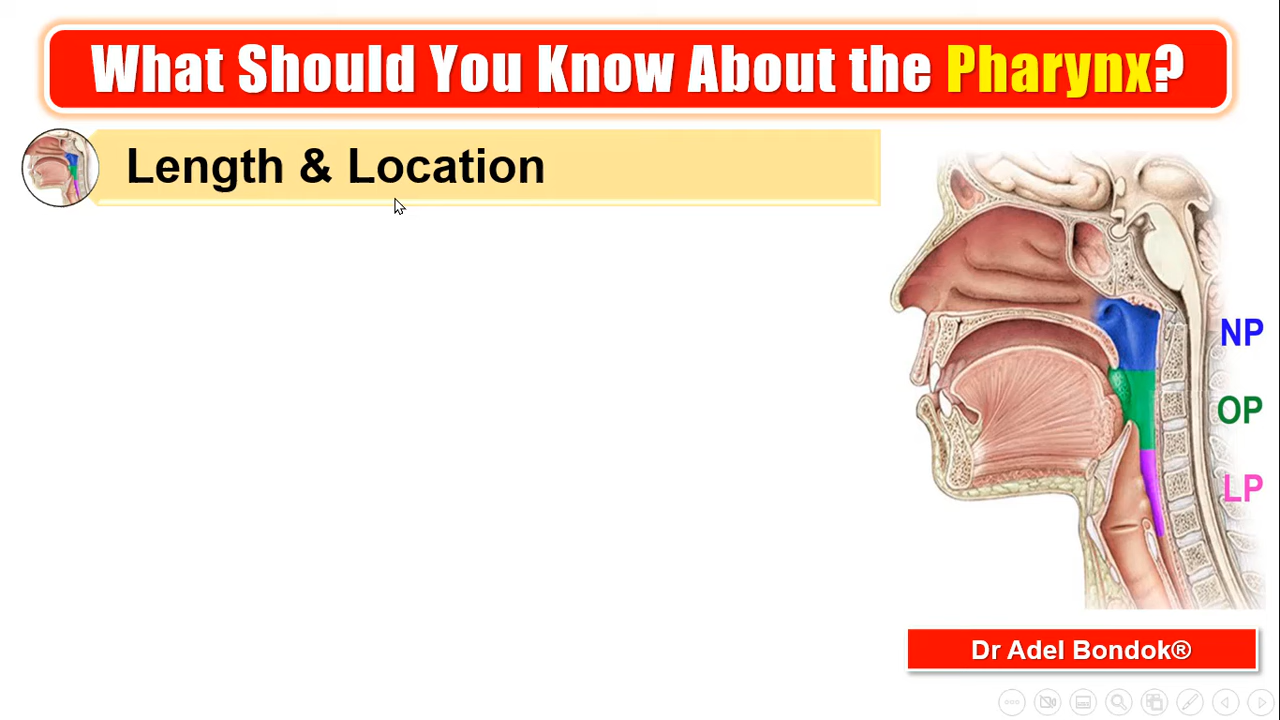 What Should You Know About the Pharynx?
Length & Location
NP
OP
LP
Dr Adel Bondok®